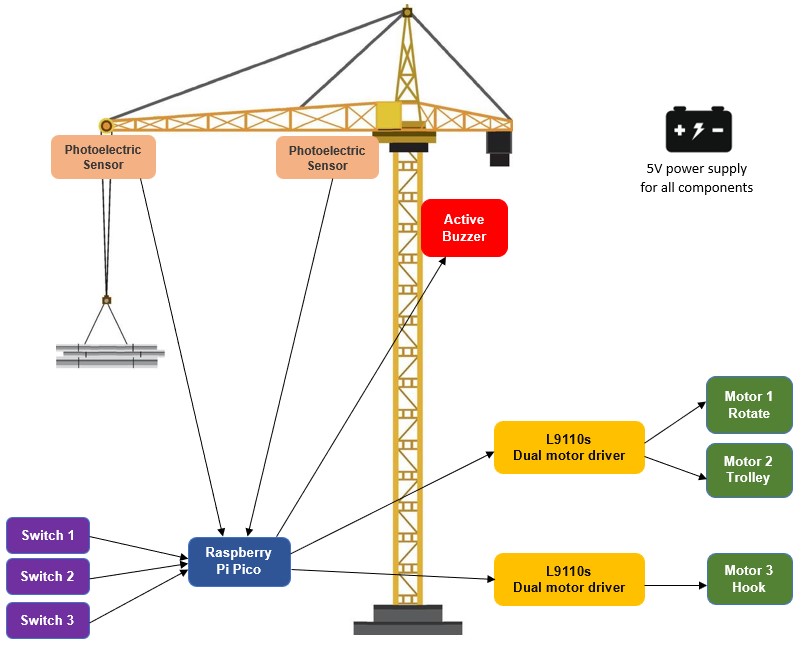 Photoelectric
Sensor
Photoelectric
Sensor
5V power supply
for all components
Active
Buzzer
Motor 1
Rotate
L9110s
Dual motor driver
Motor 2
Trolley
Switch 1
Switch 2
Switch 3
Raspberry
Pi Pico
L9110s
Dual motor driver
Motor 3
Hook